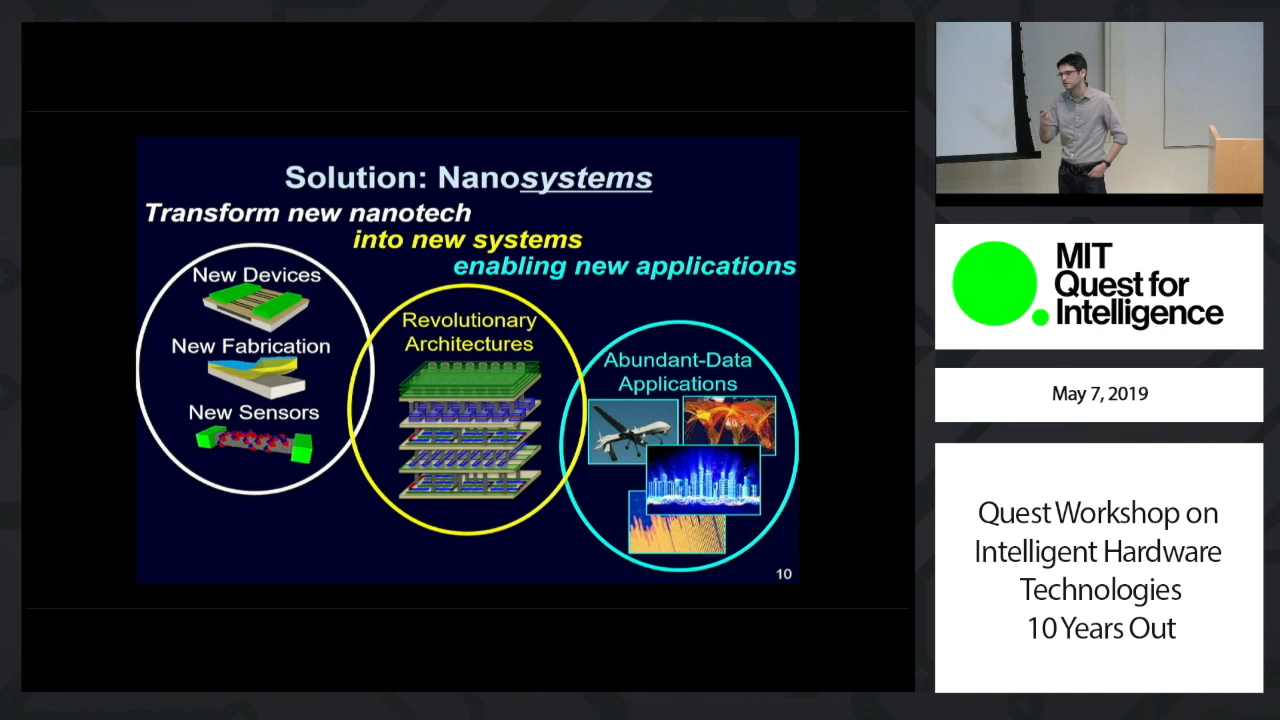 Solution: Nanosystems
Transform new nanotech
into new systems
enabling new applications
New Devices
New Fabrication
New Sensors
Revolutionary
Architectures
Abundant-Data
Applications
10
MIT
Quest for
Intelligence
May 7, 2019
Quest Workshop on
Intelligent Hardware
Technologies
10 Years Out